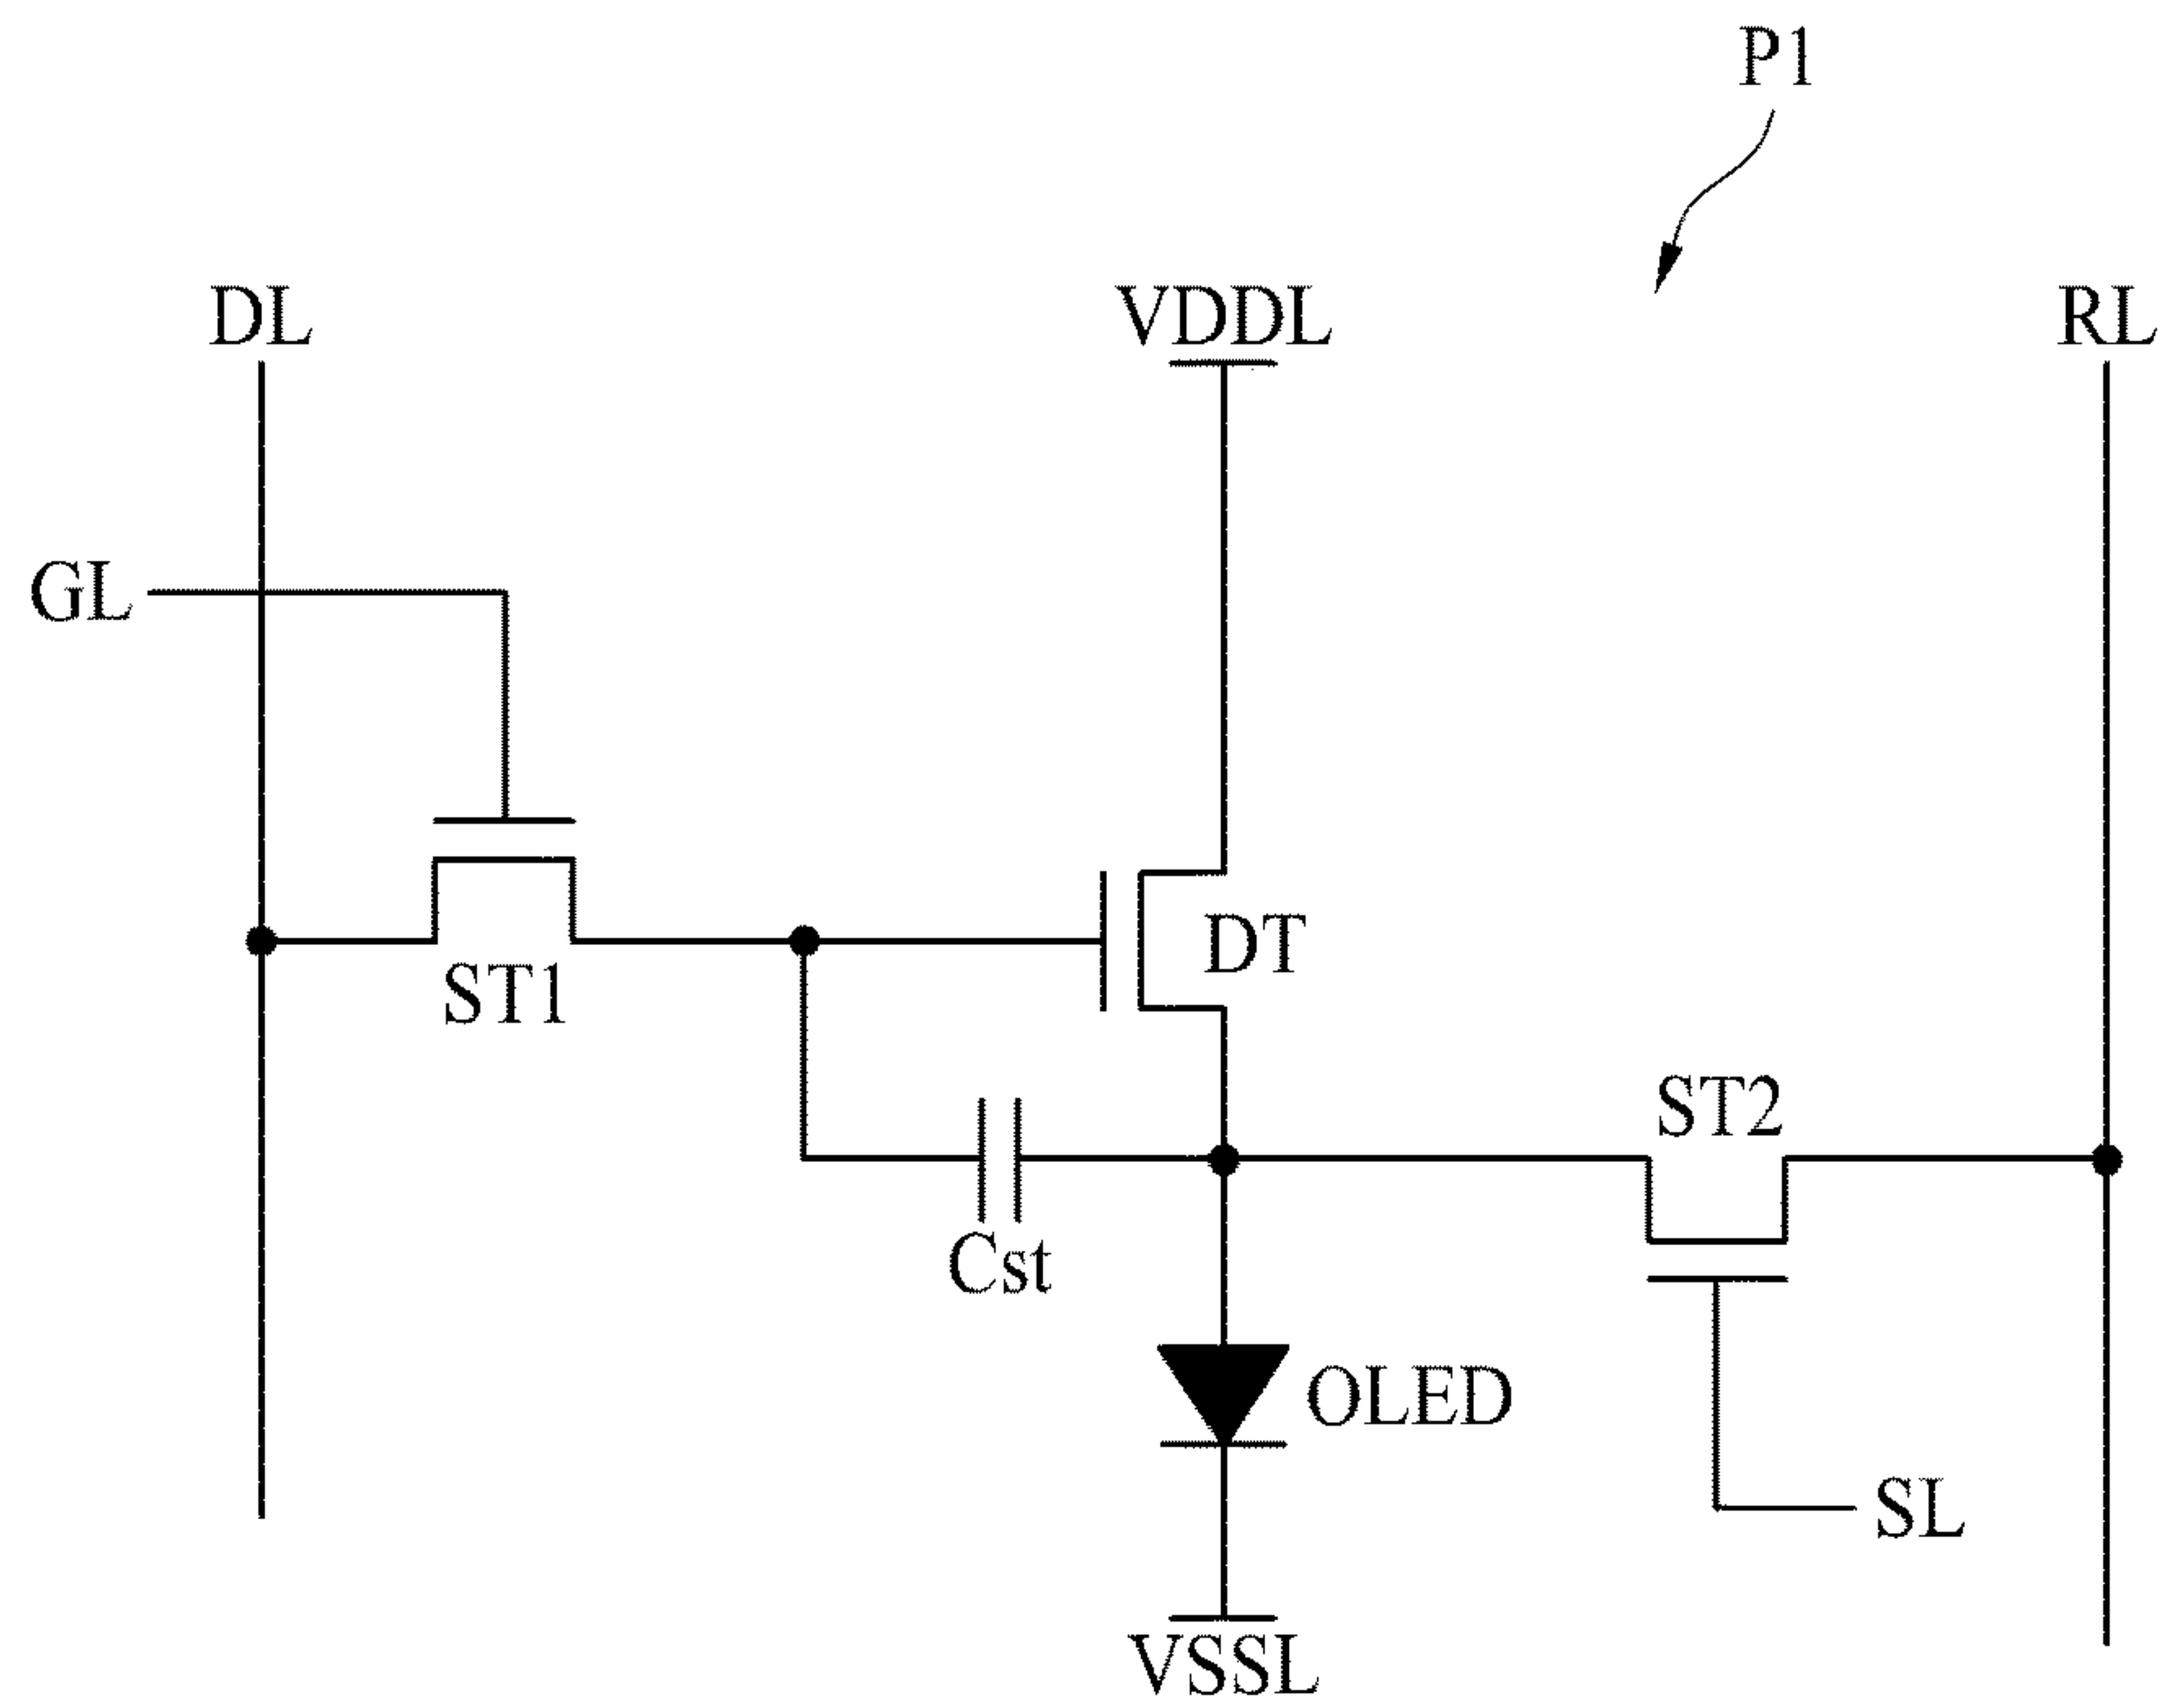 P1
DL
VDDL
RL
GL
DT
ST1
ST2
Cst
OLED
SL
VSSL